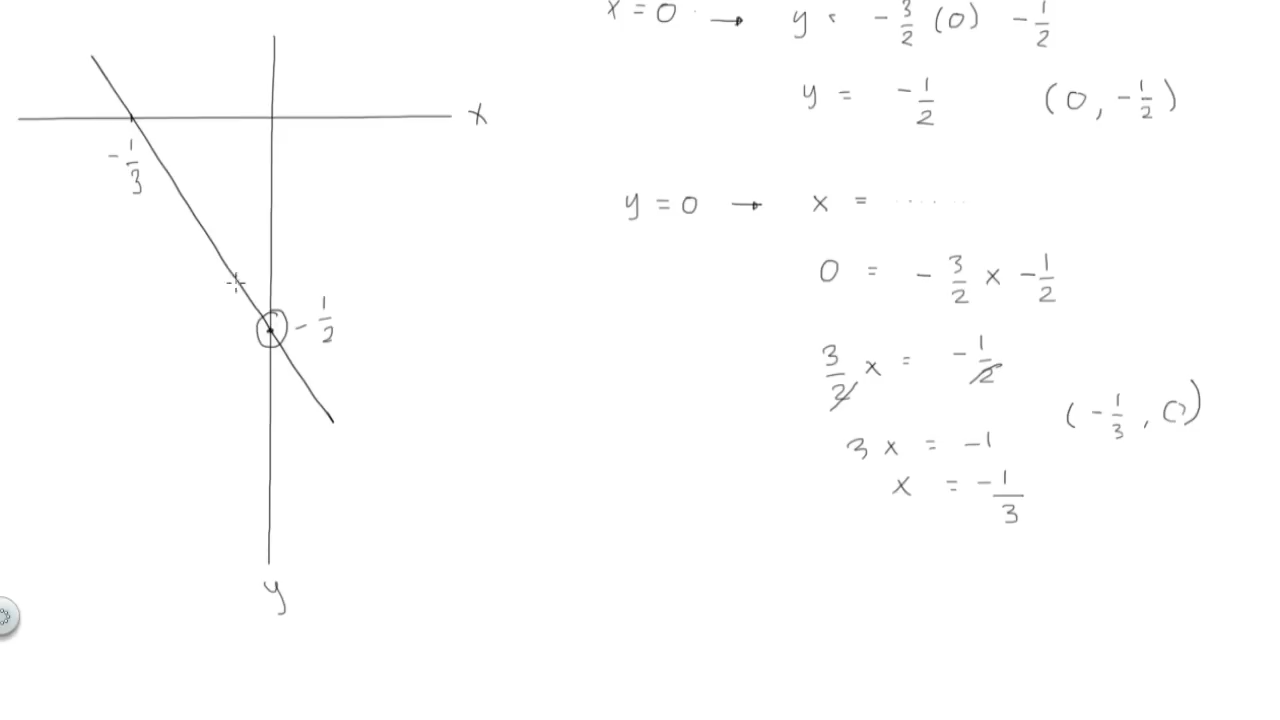 x = 0 → y = -3/2 (0) - 1/2
y = -1/2 (0, -1/2)
x
-1/3
y = 0 → x = .....
0 = -3/2 x - 1/2
-1/2
3/2 x = -1/2
(-1/3, 0)
3x = -1
x = -1/3
y